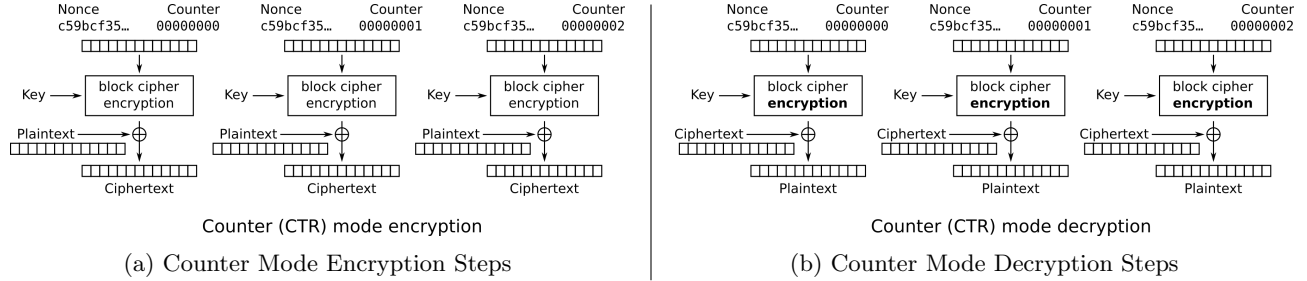 Nonce Counter Nonce Counter Nonce Counter
c59bcf35… 00000000 c59bcf35… 00000001 c59bcf35… 00000002
Key block cipher encryption Key block cipher encryption Key block cipher encryption
Plaintext Plaintext Plaintext
Ciphertext Ciphertext Ciphertext
Counter (CTR) mode encryption
(a) Counter Mode Encryption Steps
Nonce Counter Nonce Counter Nonce Counter
c59bcf35… 00000000 c59bcf35… 00000001 c59bcf35… 00000002
Key block cipher encryption Key block cipher encryption Key block cipher encryption
Ciphertext Ciphertext Ciphertext
Plaintext Plaintext Plaintext
Counter (CTR) mode decryption
(b) Counter Mode Decryption Steps